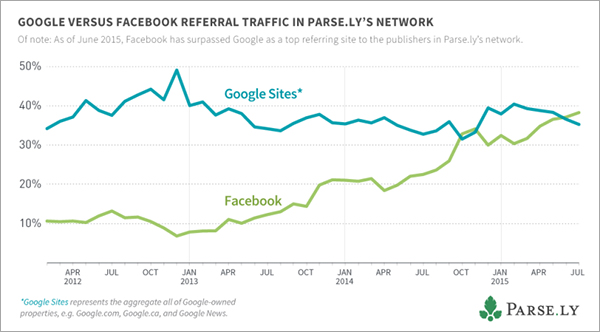 GOOGLE VERSUS FACEBOOK REFERRAL TRAFFIC IN PARSE.LY'S NETWORK
Of note: As of June 2015, Facebook has surpassed Google as a top referring site to the publishers in Parse.ly's network.
50%
40%
30%
20%
10%
Google Sites*
Facebook
APR JUL OCT JAN APR JUL OCT JAN APR JUL OCT JAN APR JUL
2012 2013 2014 2015
*Google Sites represents the aggregate all of Google-owned
properties, e.g. Google.com, Google.ca, and Google News.
PARSE.LY